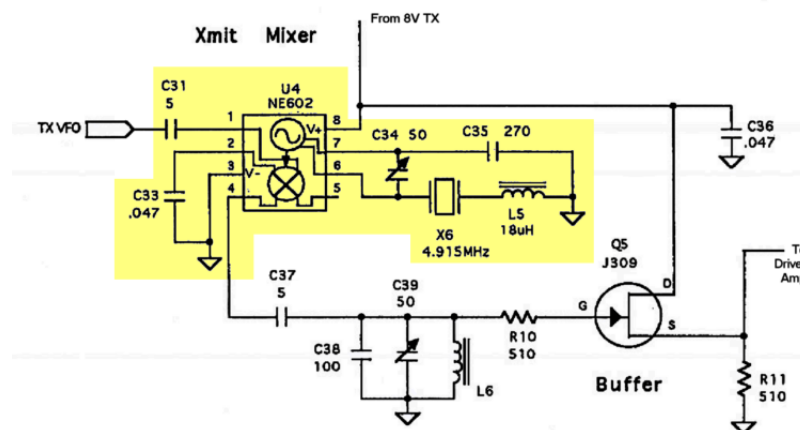 From 8V TX
Xmit Mixer
C31
5
U4
NE602
TX VFO
1
8
V+
C34 50
C35 270
C36
.047
2
7
3
V-
6
4
5
C33
.047
X6
4.915MHz
L5
18uH
Q5
J309
D
C37
5
C39
50
G
S
R10
510
C38
100
L6
Buffer
R11
510